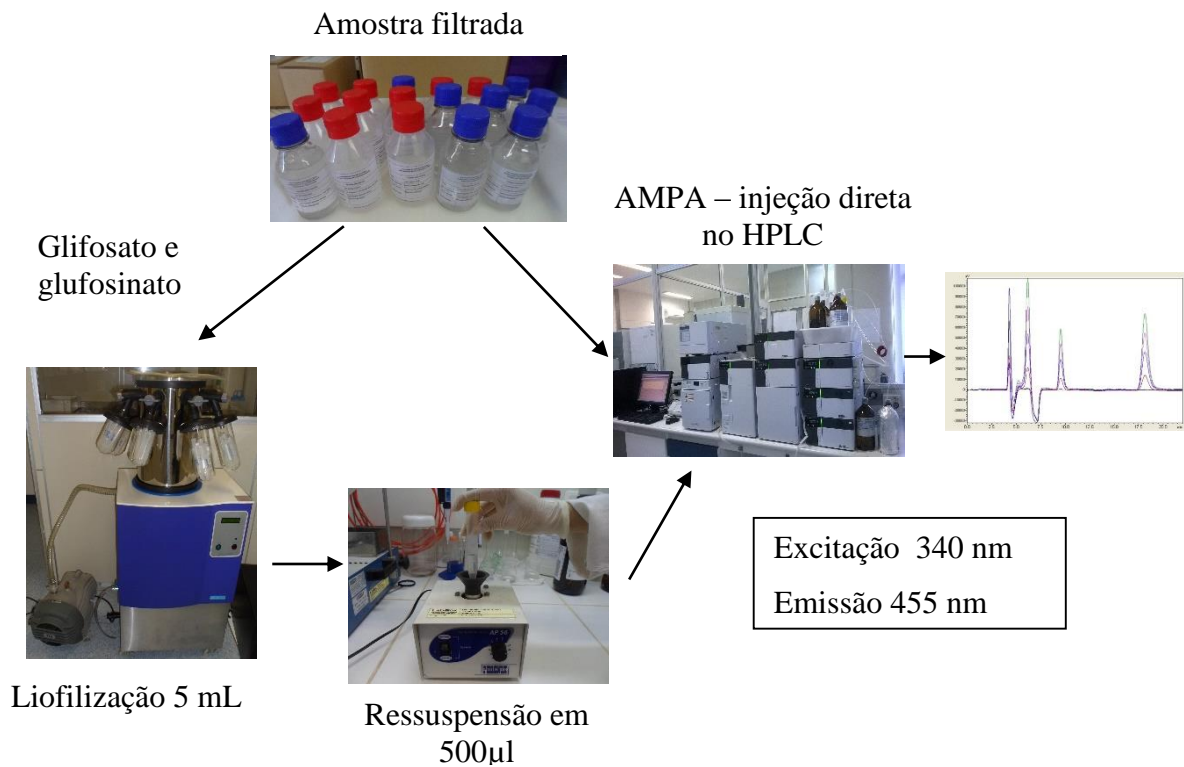 Amostra filtrada
Glifosato e
glufosinato
AMPA – injeção direta
no HPLC
Excitação 340 nm
Emissão 455 nm
Liofilização 5 mL
Ressuspensão em
500µl